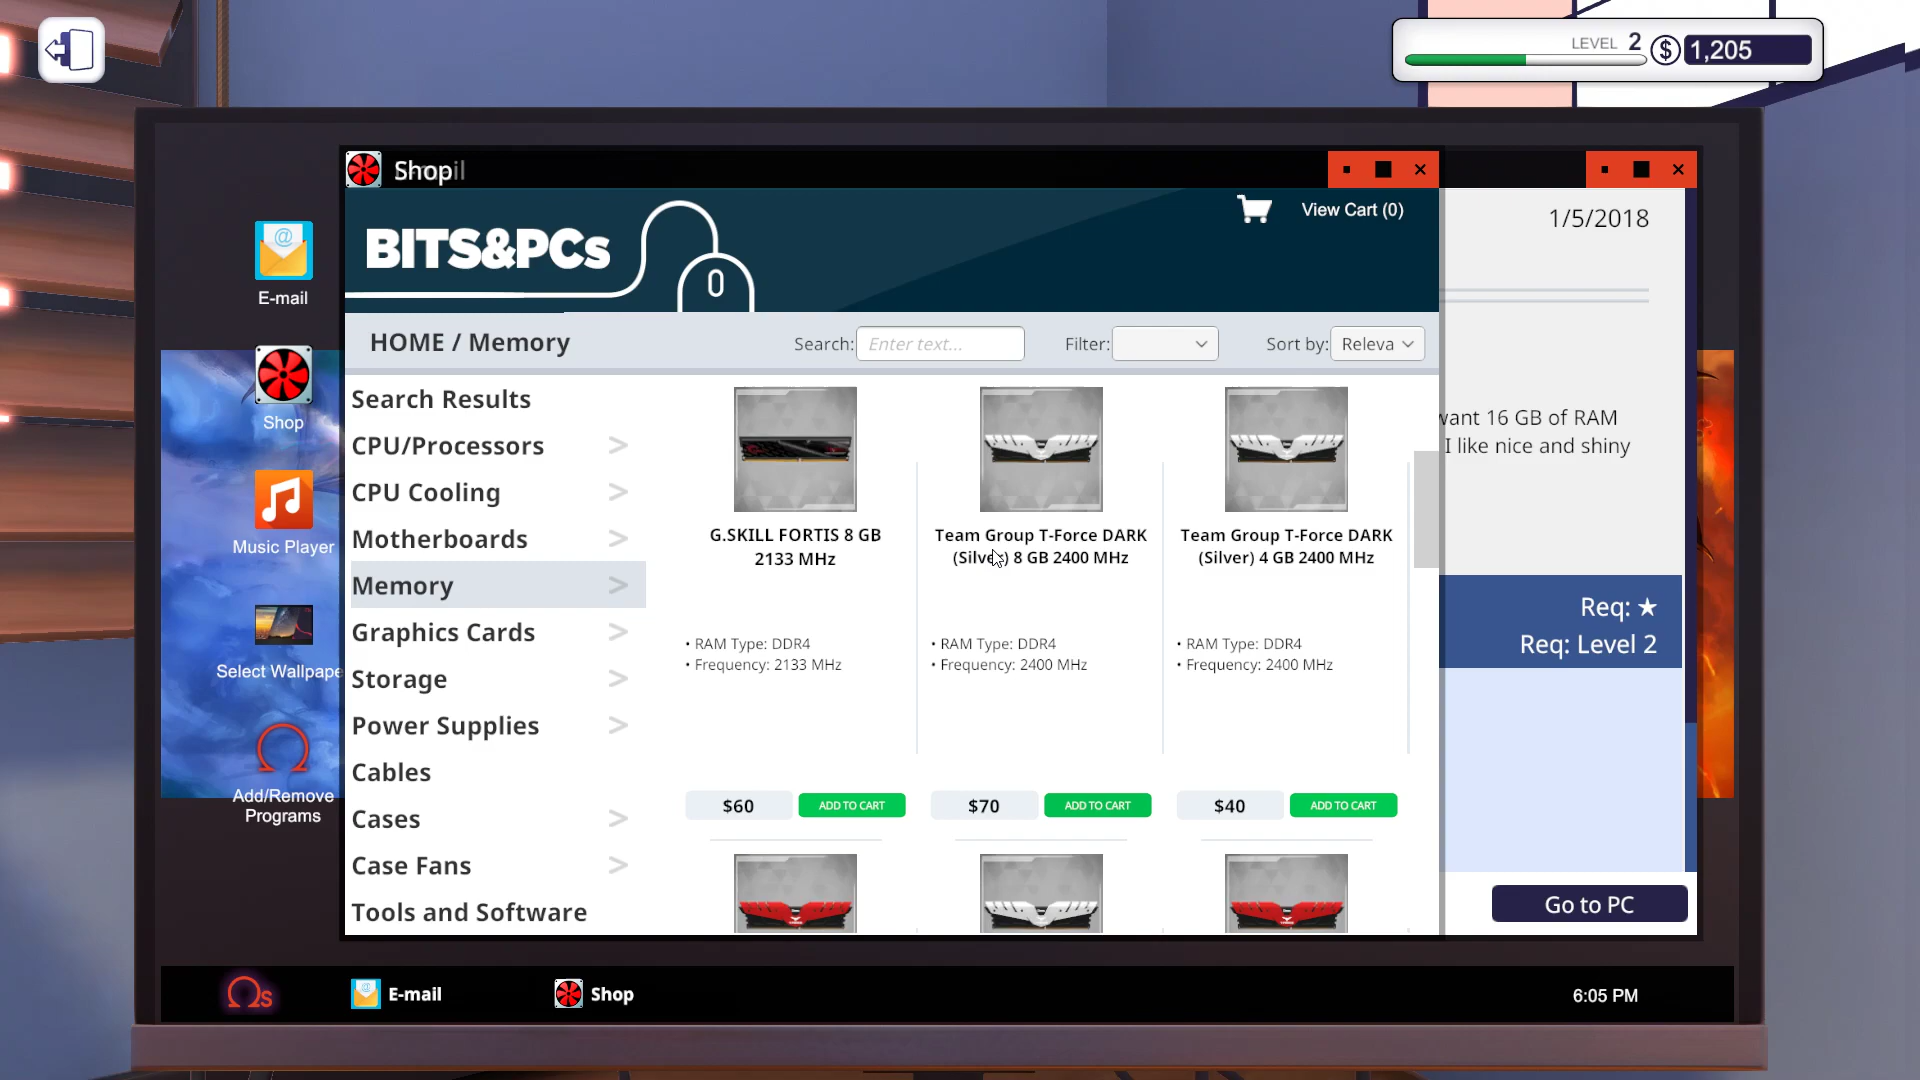 LEVEL 2
$ 1,205
Shop
View Cart (0)
BITS&PCs
HOME / Memory
Search: Enter text...
Filter:
Sort by: Releva
E-mail
Shop
Music Player
Select Wallpape
Add/Remove
Programs
Search Results
CPU/Processors >
CPU Cooling >
Motherboards >
Memory >
Graphics Cards >
Storage >
Power Supplies >
Cables
Cases >
Case Fans >
Tools and Software
G.SKILL FORTIS 8 GB
2133 MHz
• RAM Type: DDR4
• Frequency: 2133 MHz
$60 ADD TO CART
Team Group T-Force DARK
(Silver) 8 GB 2400 MHz
• RAM Type: DDR4
• Frequency: 2400 MHz
$70 ADD TO CART
Team Group T-Force DARK
(Silver) 4 GB 2400 MHz
• RAM Type: DDR4
• Frequency: 2400 MHz
$40 ADD TO CART
1/5/2018
want 16 GB of RAM
I like nice and shiny
Req: ★
Req: Level 2
Go to PC
Ωs
E-mail
Shop
6:05 PM